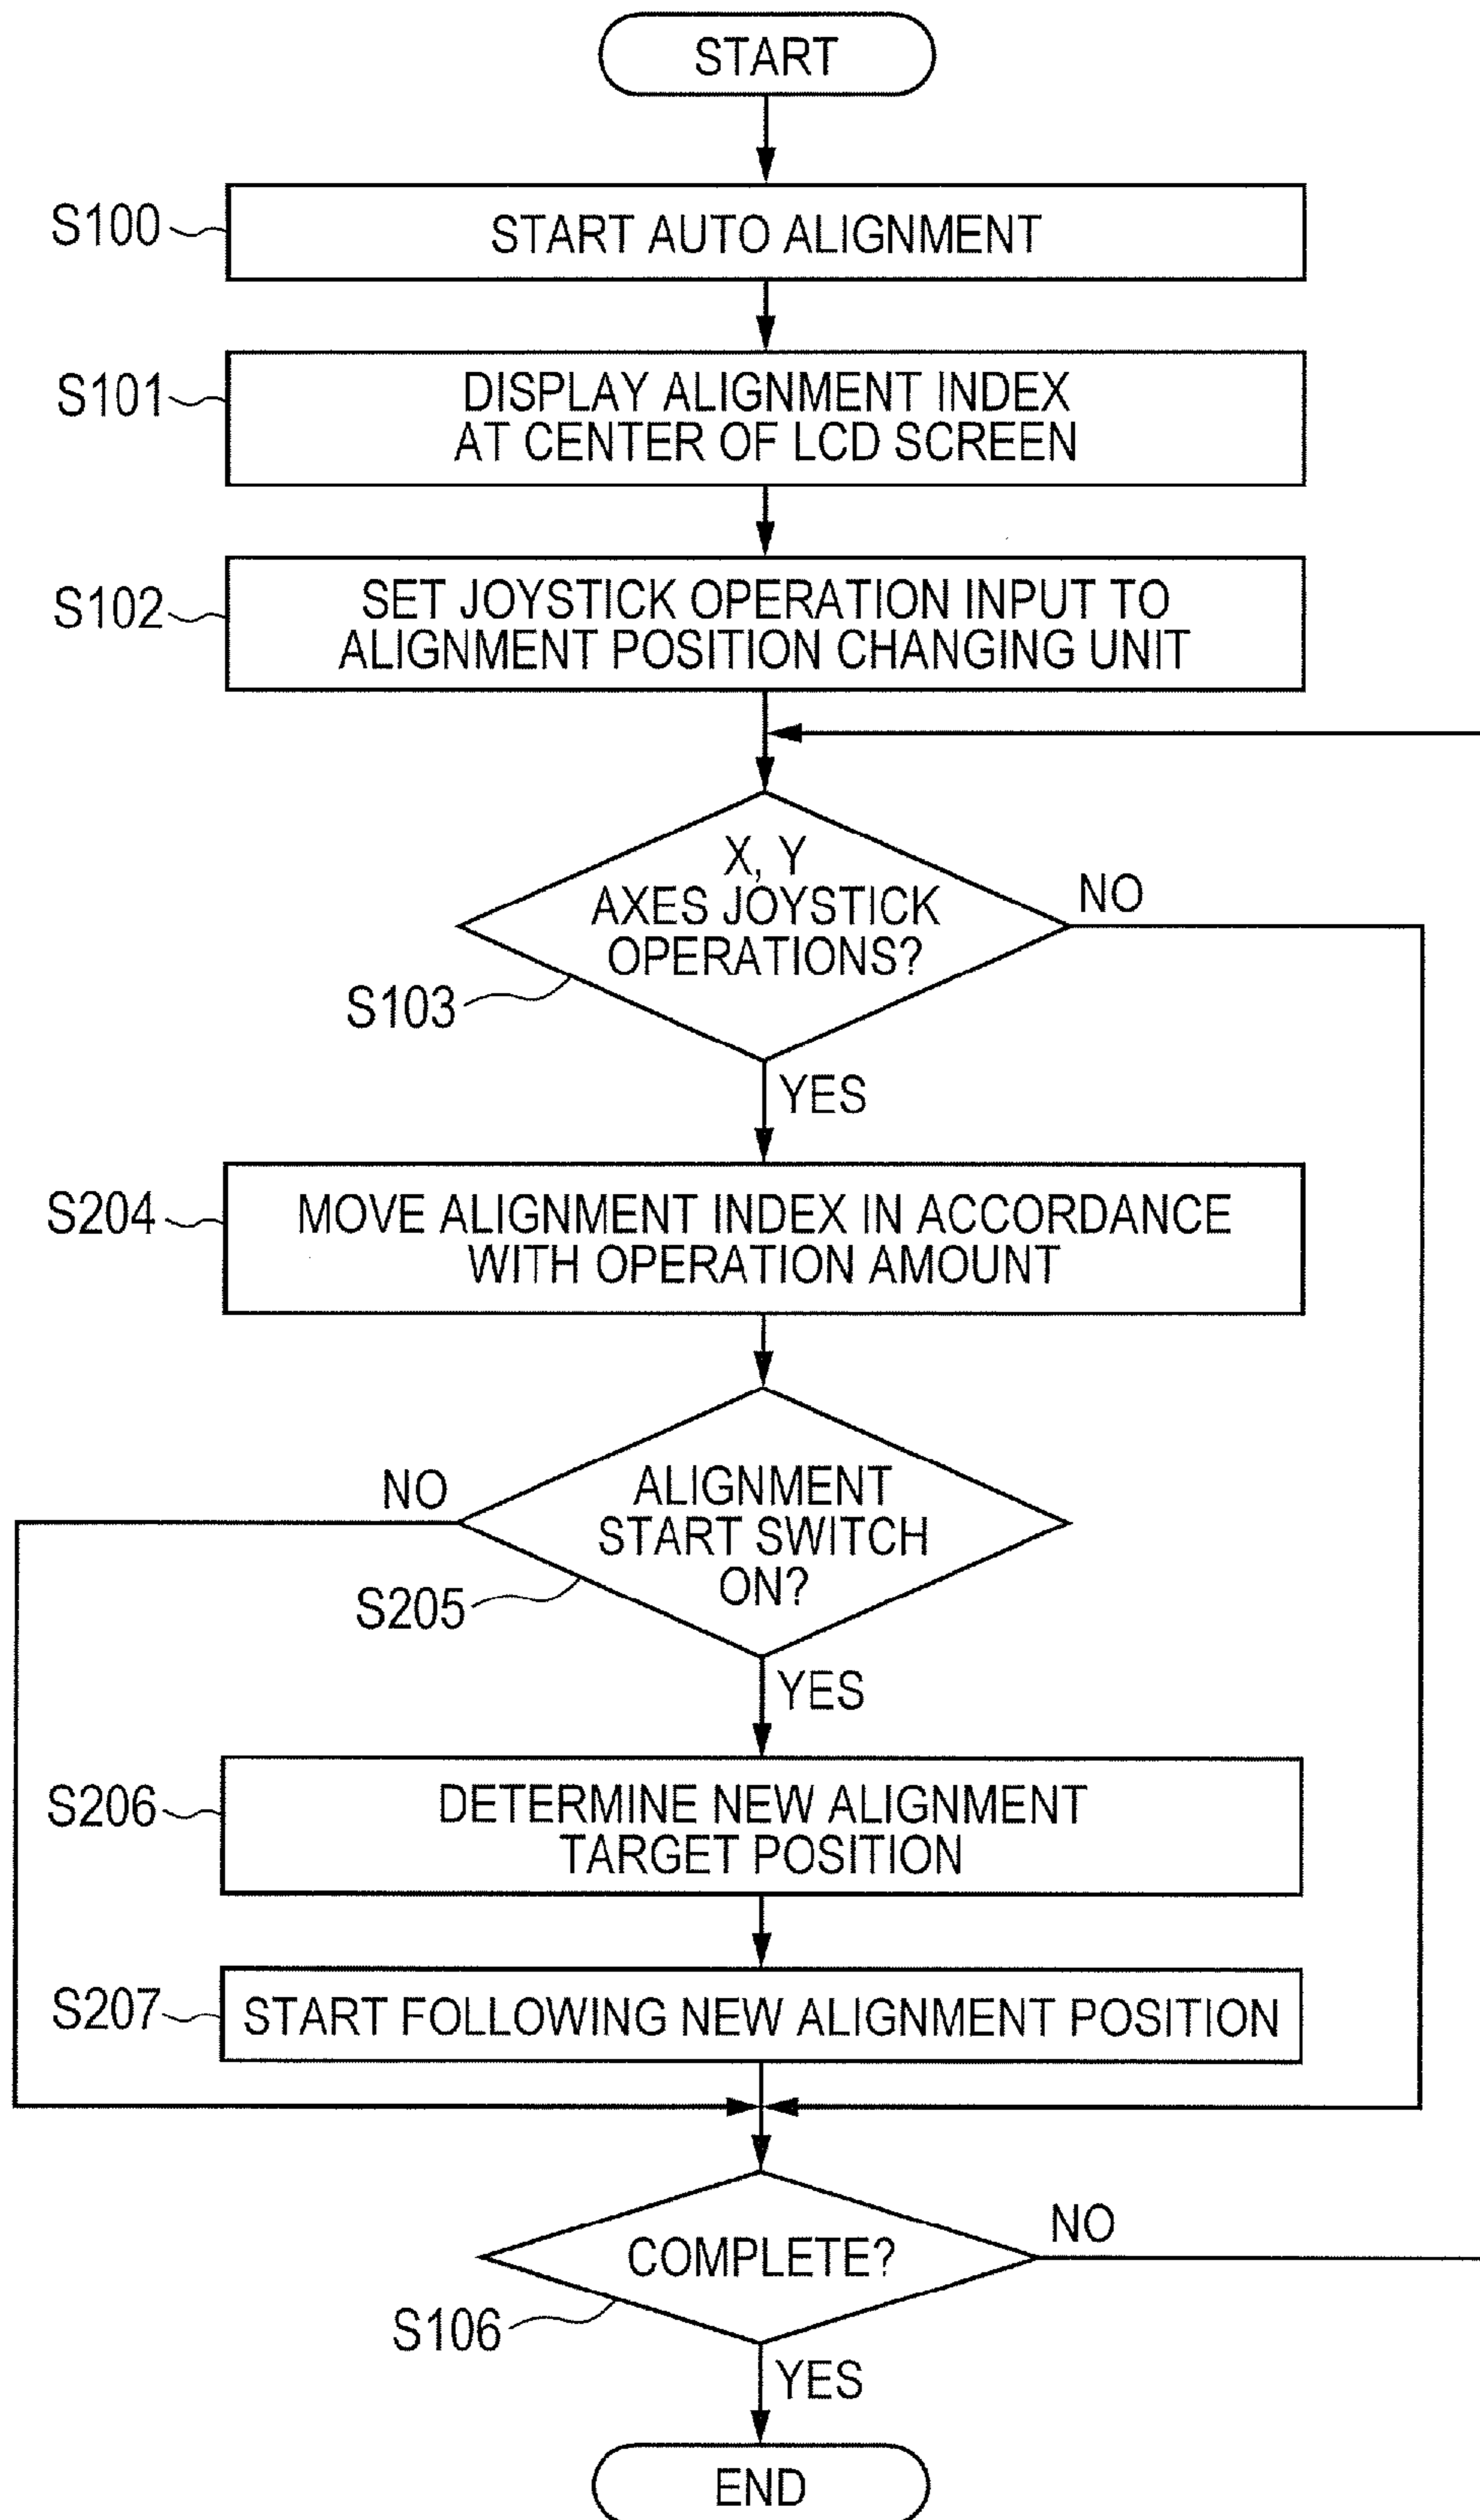 START
S100
START AUTO ALIGNMENT
S101
DISPLAY ALIGNMENT INDEX
AT CENTER OF LCD SCREEN
S102
SET JOYSTICK OPERATION INPUT TO
ALIGNMENT POSITION CHANGING UNIT
X, Y
AXES JOYSTICK
OPERATIONS?
NO
S103
YES
S204
MOVE ALIGNMENT INDEX IN ACCORDANCE
WITH OPERATION AMOUNT
NO
ALIGNMENT
START SWITCH
ON?
S205
YES
S206
DETERMINE NEW ALIGNMENT
TARGET POSITION
S207
START FOLLOWING NEW ALIGNMENT POSITION
COMPLETE?
NO
S106
YES
END